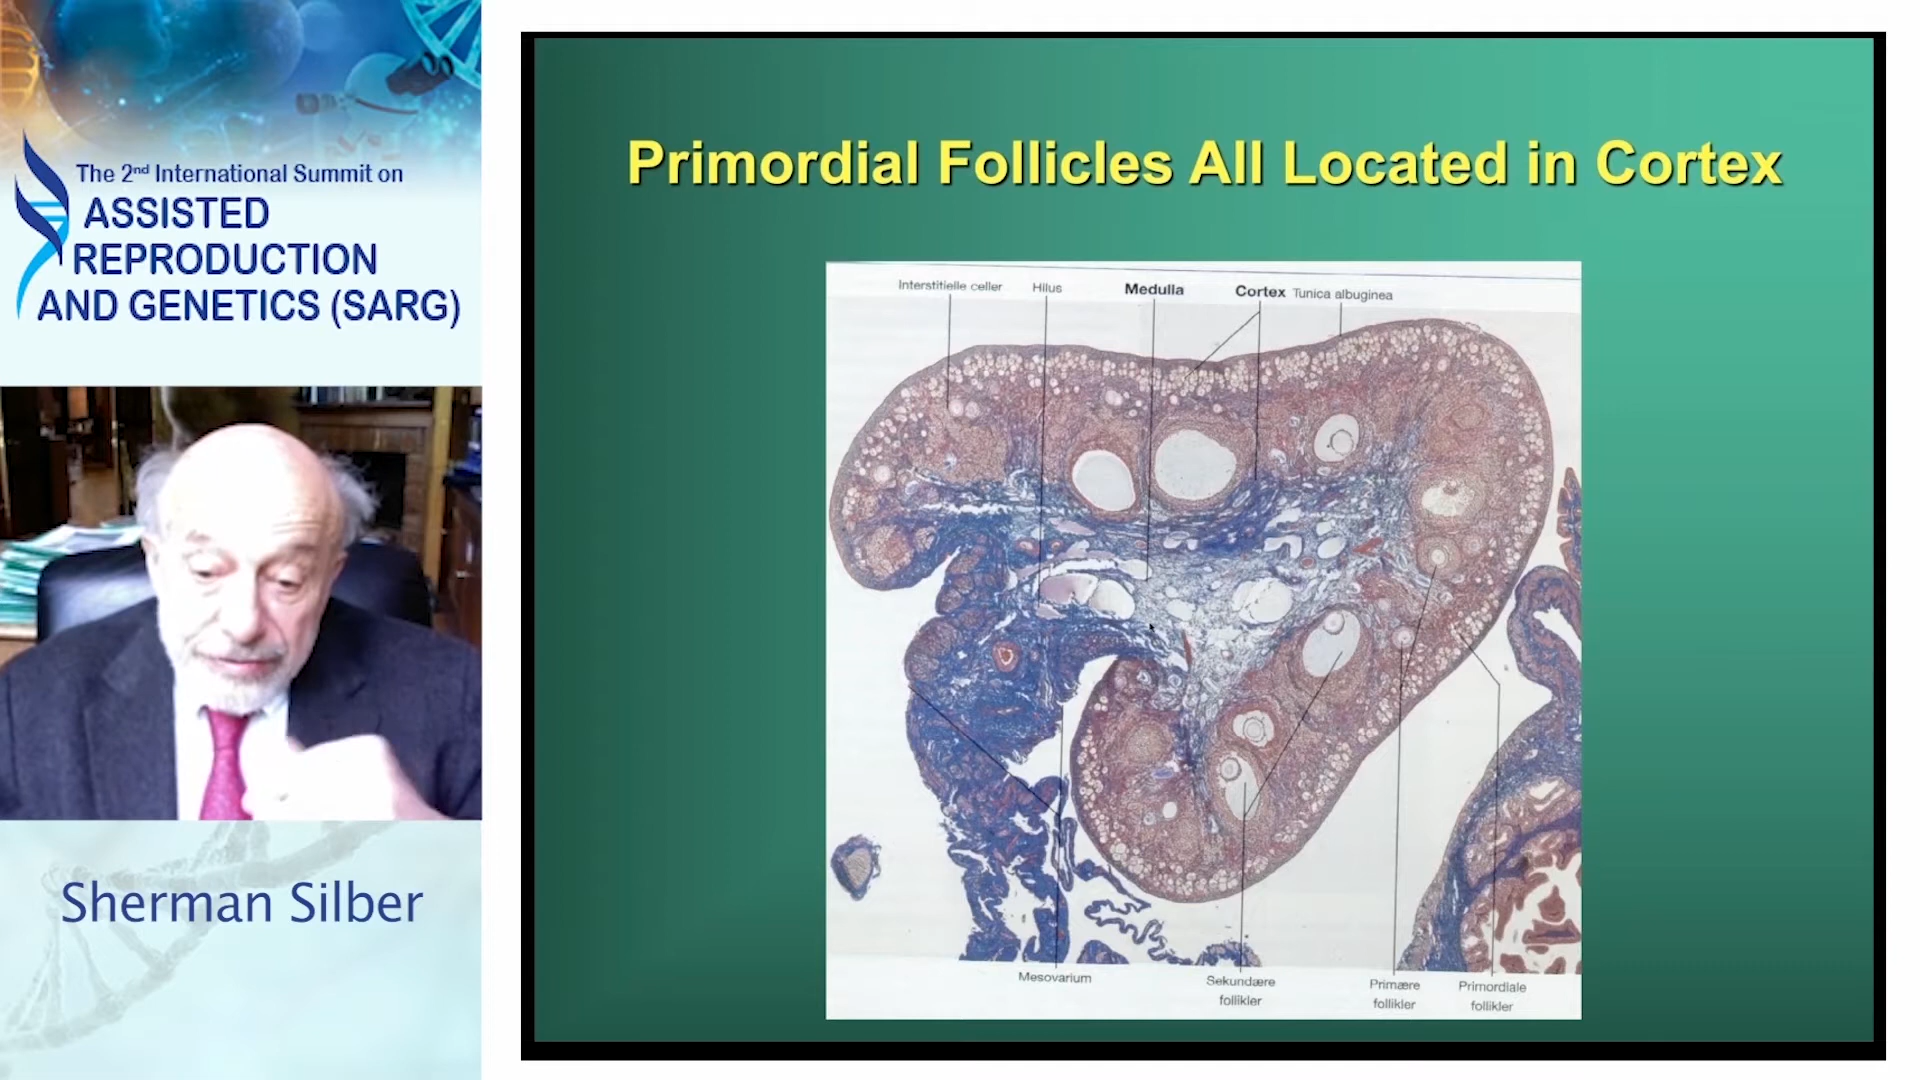 The 2nd International Summit on
ASSISTED
REPRODUCTION
AND GENETICS (SARG)
Sherman Silber
Primordial Follicles All Located in Cortex
Interstitielle celler Hilus Medulla Cortex Tunica albuginea
Mesovarium
Sekundære
follikler
Primære
follikler
Primordiale
follikler